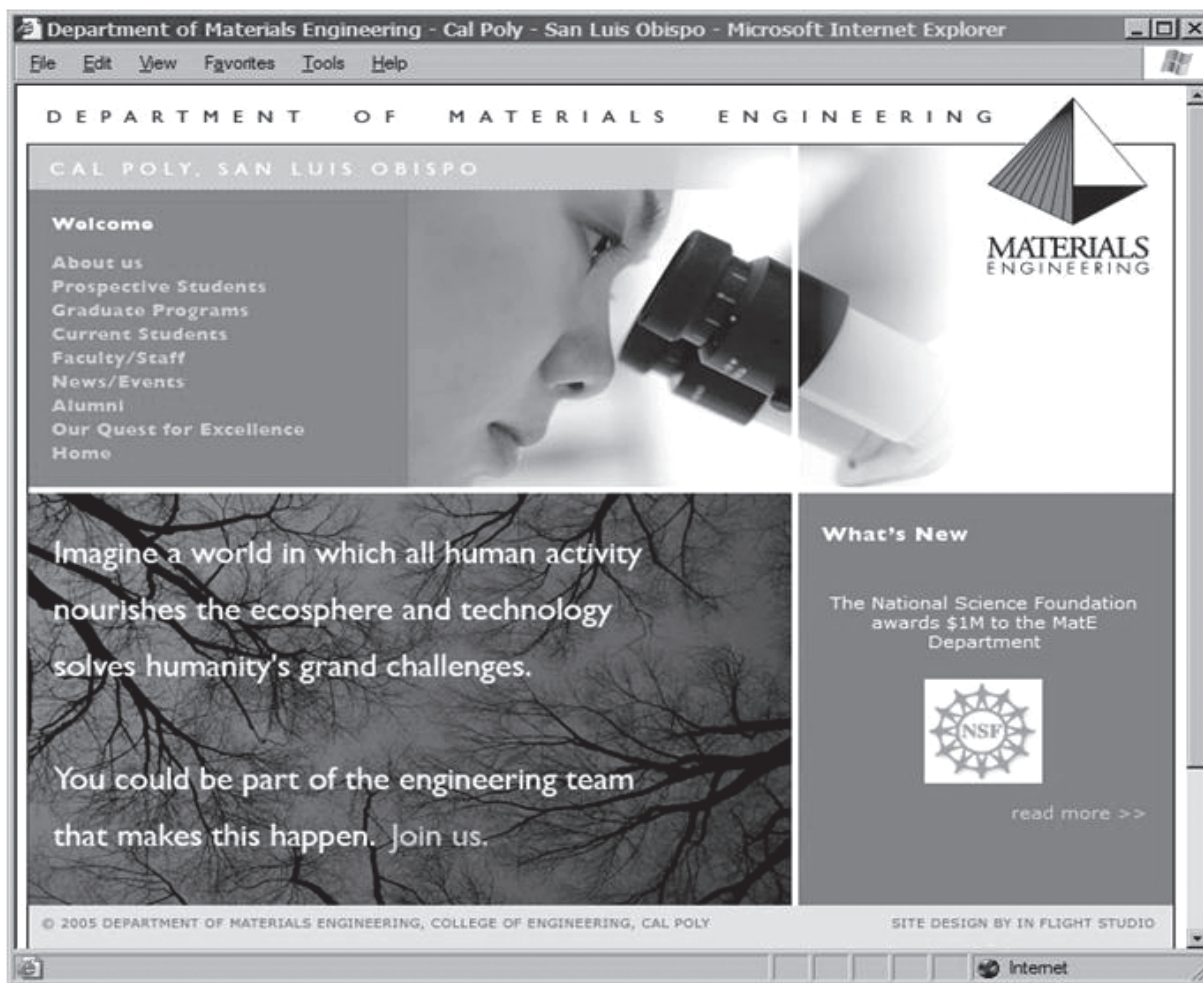 Department of Materials Engineering - Cal Poly - San Luis Obispo - Microsoft Internet Explorer
File Edit View Favorites Tools Help
DEPARTMENT OF MATERIALS ENGINEERING
CAL POLY, SAN LUIS OBISPO
MATERIALS
ENGINEERING
Welcome
About us
Prospective Students
Graduate Programs
Current Students
Faculty/Staff
News/Events
Alumni
Our Quest for Excellence
Home
Imagine a world in which all human activity
nourishes the ecosphere and technology
solves humanity's grand challenges.
You could be part of the engineering team
that makes this happen. Join us.
What's New
The National Science Foundation
awards $1M to the MatE
Department
NSF
read more >>
© 2005 DEPARTMENT OF MATERIALS ENGINEERING, COLLEGE OF ENGINEERING, CAL POLY
SITE DESIGN BY IN FLIGHT STUDIO
Internet